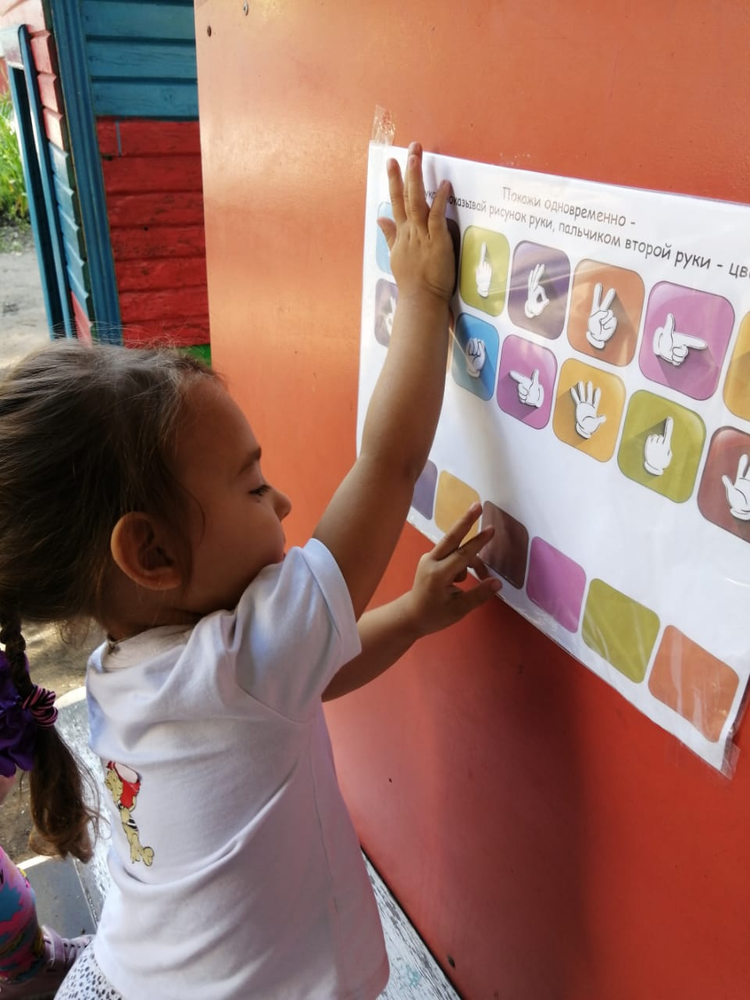 Покажи одновременно -
показывай рисунок руки, пальчиком второй руки -